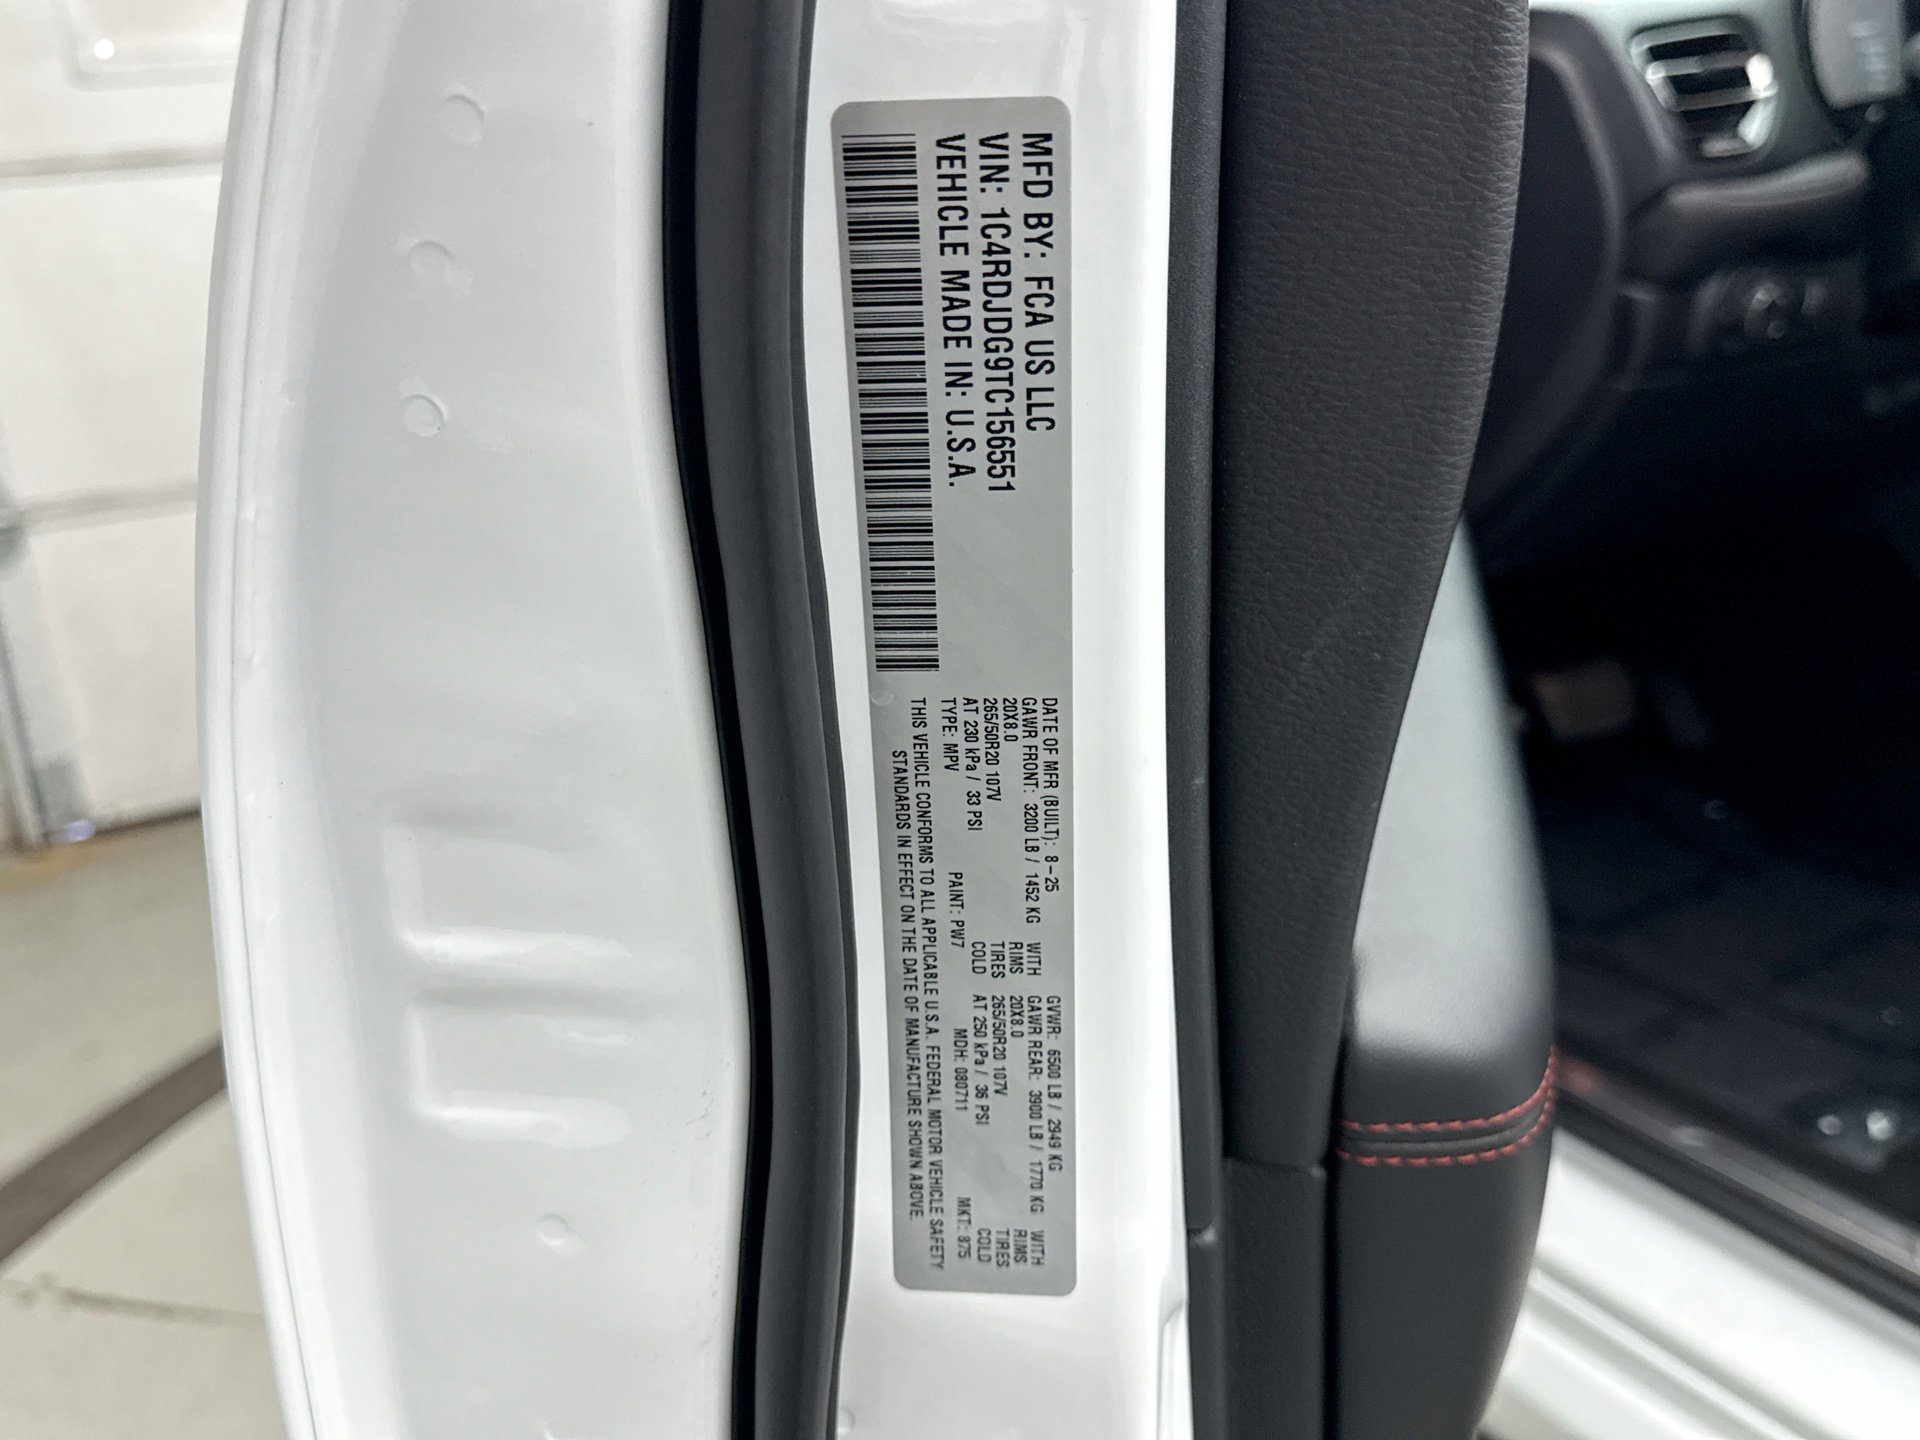 MFD BY: FCA US LLC
VIN: 1C4RDJDG9TC156551
VEHICLE MADE IN: U.S.A.
DATE OF MFR (BUILT): 8-25 GVWR: 6500 LB / 2949 KG
GAWR FRONT: 3200 LB / 1452 KG WITH GAWR REAR: 3900 LB / 1770 KG WITH
20X8.0 RIMS 20X8.0 RIMS
265/50R20 107V TIRES 265/50R20 107V TIRES
AT 230 kPa / 33 PSI COLD AT 250 kPa / 36 PSI COLD
TYPE: MPV PAINT: PW7 MDH: 080711 MKT: 875
THIS VEHICLE CONFORMS TO ALL APPLICABLE U.S.A. FEDERAL MOTOR VEHICLE SAFETY
STANDARDS IN EFFECT ON THE DATE OF MANUFACTURE SHOWN ABOVE.